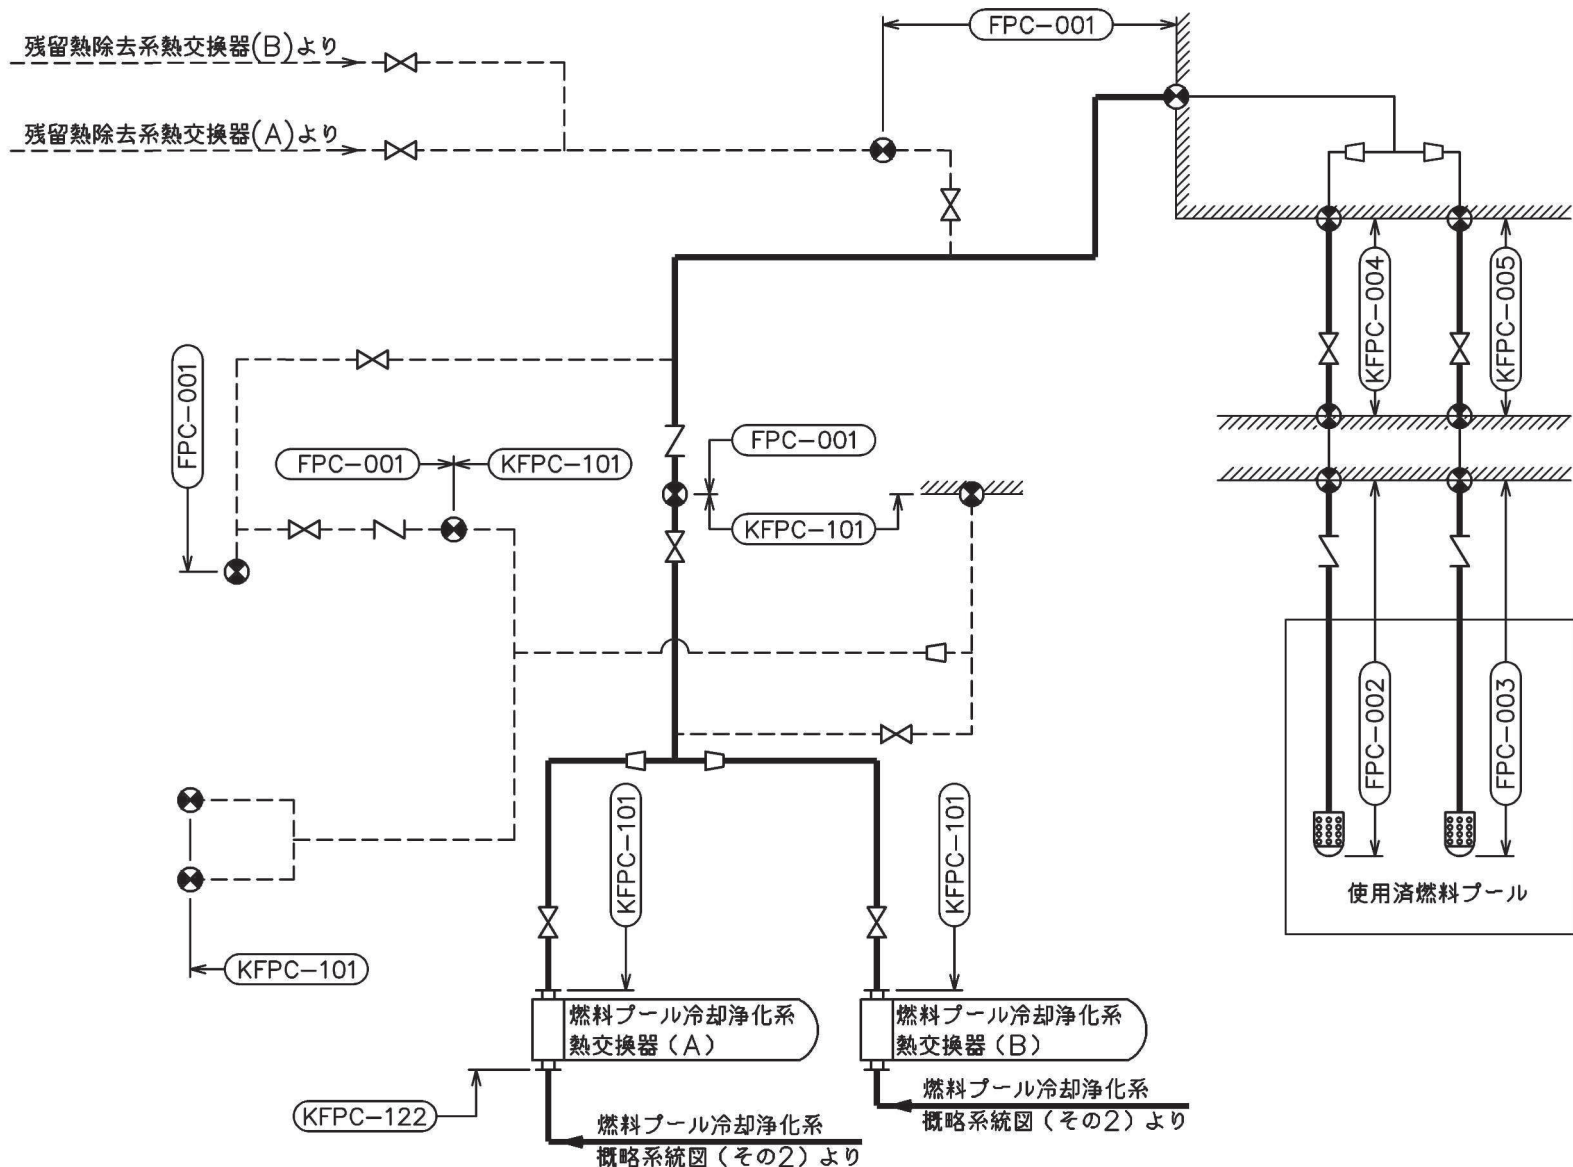 FPC-001
残留熱除去系熱交換器(B)より
残留熱除去系熱交換器(A)より
KFPC-004
KFPC-005
FPC-001
FPC-001
FPC-001
KFPC-101
KFPC-101
FPC-002
FPC-003
KFPC-101
KFPC-101
使用済燃料プール
KFPC-101
燃料プール冷却浄化系
熱交換器(A)
燃料プール冷却浄化系
熱交換器(B)
KFPC-122
燃料プール冷却浄化系
概略系統図(その2)より
燃料プール冷却浄化系
概略系統図(その2)より